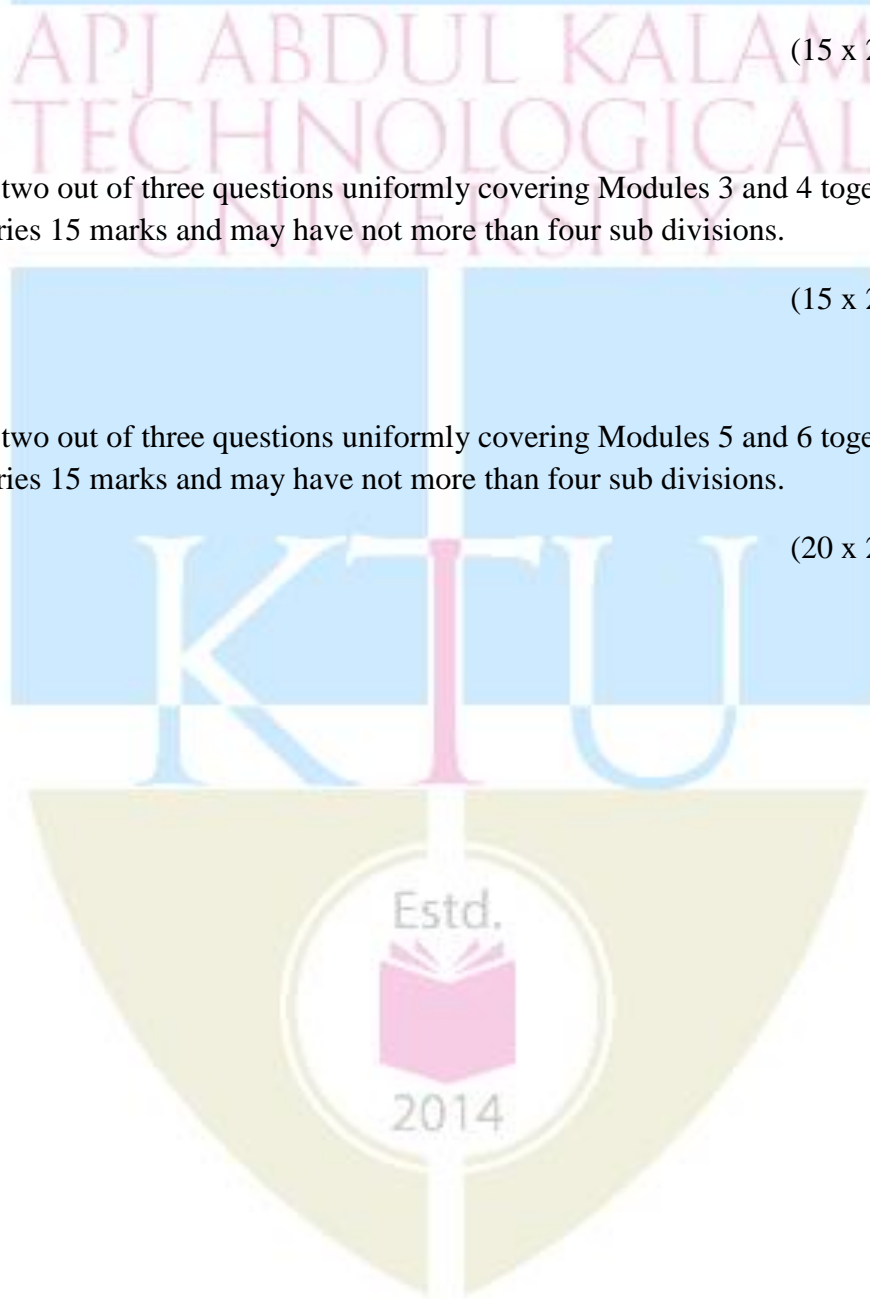 APJ ABDUL KALAM
TECHNOLOGICAL
UNIVERSITY
(15 x 2
two out of three questions uniformly covering Modules 3 and 4 toge
ries 15 marks and may have not more than four sub divisions.
(15 x 2
two out of three questions uniformly covering Modules 5 and 6 toge
ries 15 marks and may have not more than four sub divisions.
(20 x 2
KTU
Estd.
2014